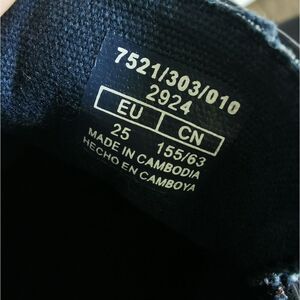 7521/303/010
2924
EU CN
25 155/63
MADE IN CAMBODIA
HECHO EN CAMBOYA